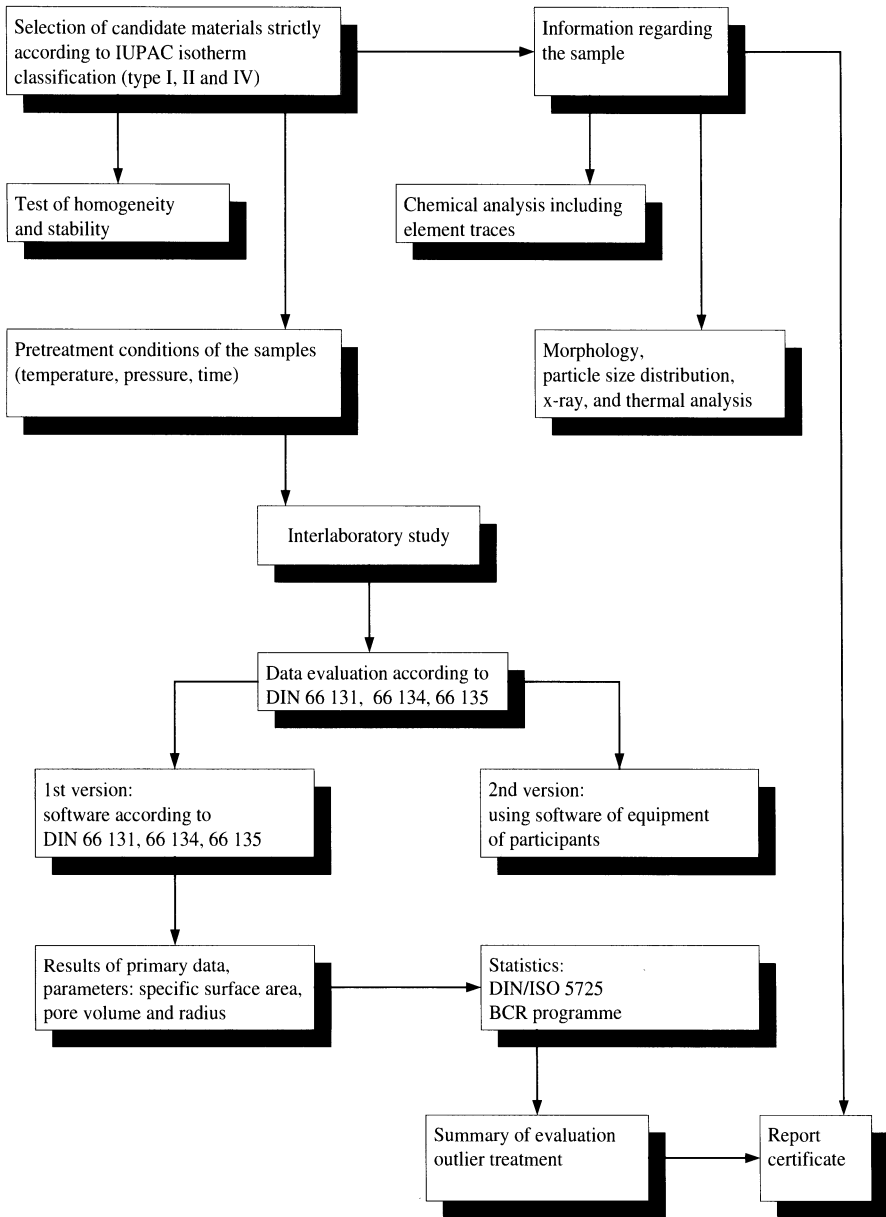 Selection of candidate materials strictly
according to IUPAC isotherm
classification (type I, II and IV)
Information regarding
the sample
Test of homogeneity
and stability
Chemical analysis including
element traces
Pretreatment conditions of the samples
(temperature, pressure, time)
Morphology,
particle size distribution,
x-ray, and thermal analysis
Interlaboratory study
Data evaluation according to
DIN 66 131, 66 134, 66 135
1st version:
software according to
DIN 66 131, 66 134, 66 135
2nd version:
using software of equipment
of participants
Results of primary data,
parameters: specific surface area,
pore volume and radius
Statistics:
DIN/ISO 5725
BCR programme
Summary of evaluation
outlier treatment
Report
certificate